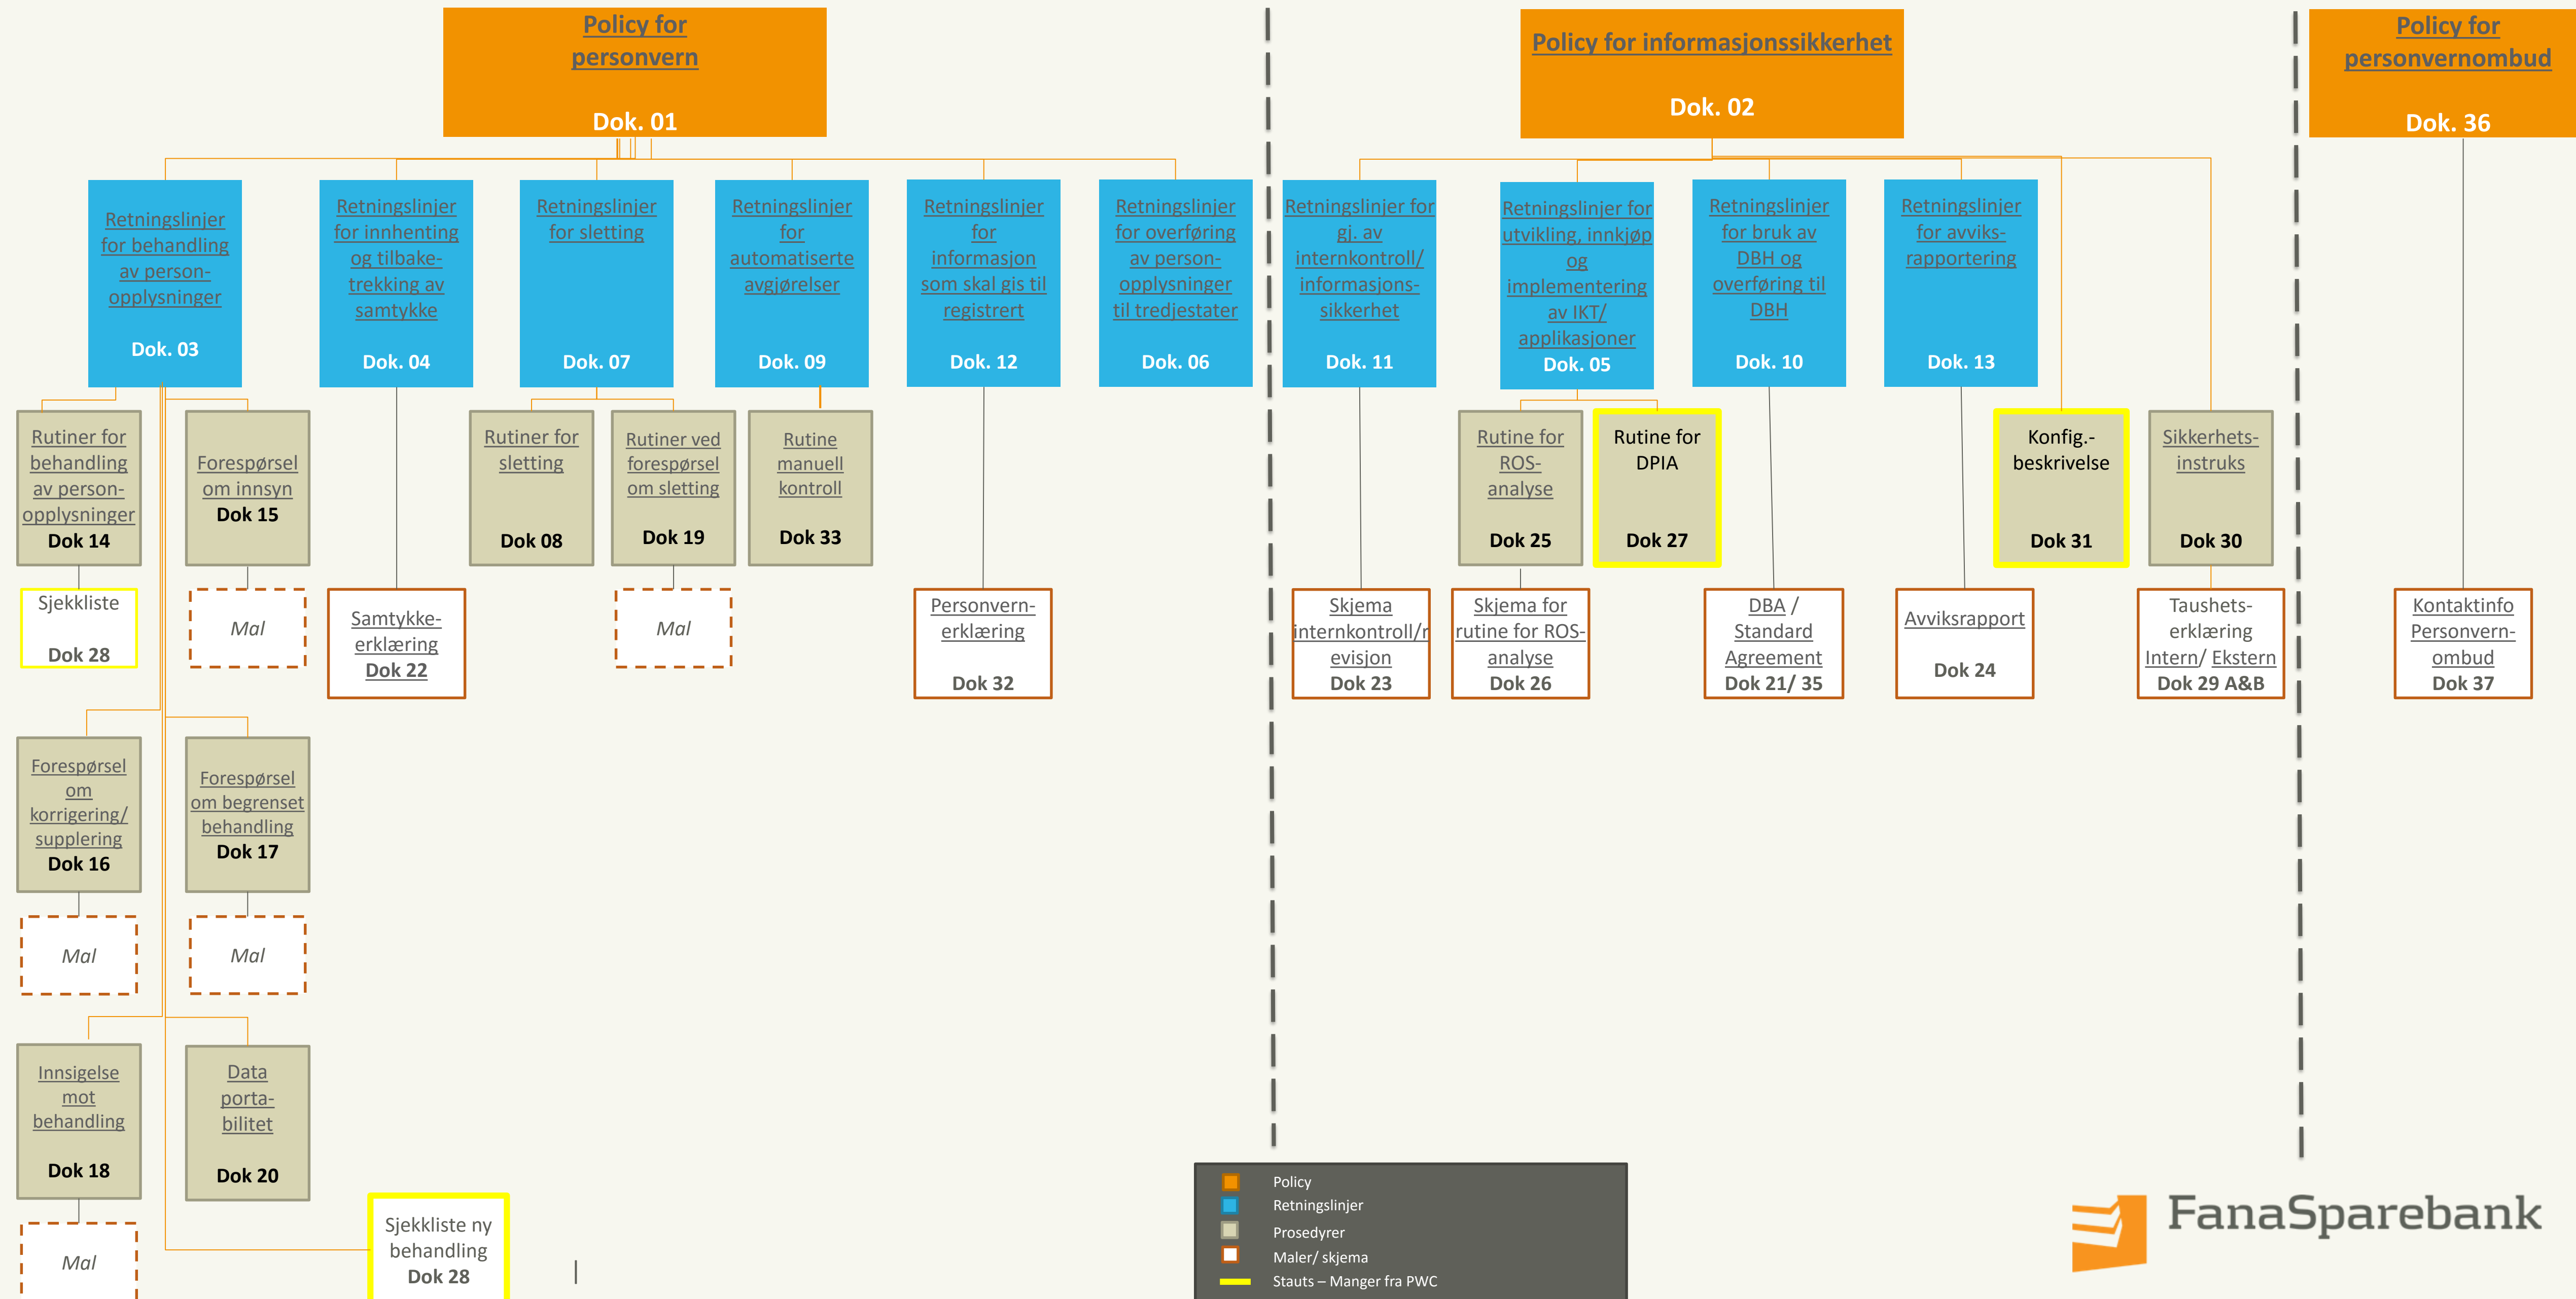 Policy for
personvern
Dok. 01
Policy for informasjonssikkerhet
Dok. 02
Policy for
personvernombud
Dok. 36
Retningslinjer
for behandling
av person-
opplysninger
Dok. 03
Retningslinjer
for innhenting
og tilbake-
trekking av
samtykke
Dok. 04
Retningslinjer
for sletting
Dok. 07
Retningslinjer
for
automatiserte
avgjørelser
Dok. 09
Retningslinjer
for
informasjon
som skal gis til
registrert
Dok. 12
Retningslinjer
for overføring
av person-
opplysninger
til tredjestater
Dok. 06
Retningslinjer for
gj. av
internkontroll/
informasjons-
sikkerhet
Dok. 11
Retningslinjer for
utvikling, innkjøp
og
implementering
av IKT/
applikasjoner
Dok. 05
Retningslinjer
for bruk av
DBH og
overføring til
DBH
Dok. 10
Retningslinjer
for avviks-
rapportering
Dok. 13
Rutiner for
behandling
av person-
opplysninger
Dok 14
Forespørsel
om innsyn
Dok 15
Rutiner for
sletting
Dok 08
Rutiner ved
forespørsel
om sletting
Dok 19
Rutine
manuell
kontroll
Dok 33
Rutine for
ROS-
analyse
Dok 25
Rutine for
DPIA
Dok 27
Konfig.-
beskrivelse
Dok 31
Sikkerhets-
instruks
Dok 30
Sjekkliste
Dok 28
Mal
Samtykke-
erklæring
Dok 22
Mal
Personvern-
erklæring
Dok 32
Skjema
internkontroll/r
evisjon
Dok 23
Skjema for
rutine for ROS-
analyse
Dok 26
DBA /
Standard
Agreement
Dok 21/ 35
Avviksrapport
Dok 24
Taushets-
erklæring
Intern/ Ekstern
Dok 29 A&B
Kontaktinfo
Personvern-
ombud
Dok 37
Forespørsel
om
korrigering/
supplering
Dok 16
Forespørsel
om begrenset
behandling
Dok 17
Mal
Mal
Innsigelse
mot
behandling
Dok 18
Data
porta-
bilitet
Dok 20
Mal
Sjekkliste ny
behandling
Dok 28
Policy
Retningslinjer
Prosedyrer
Maler/ skjema
Stauts – Manger fra PWC
FanaSparebank